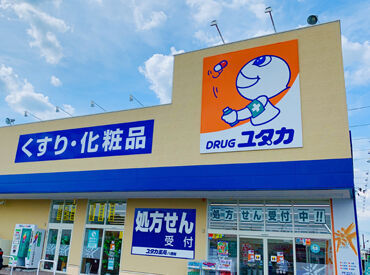 くすり・化粧品
DRUG ユタカ
処方せん
受付
ユタカ薬局
処方せん受付中!!